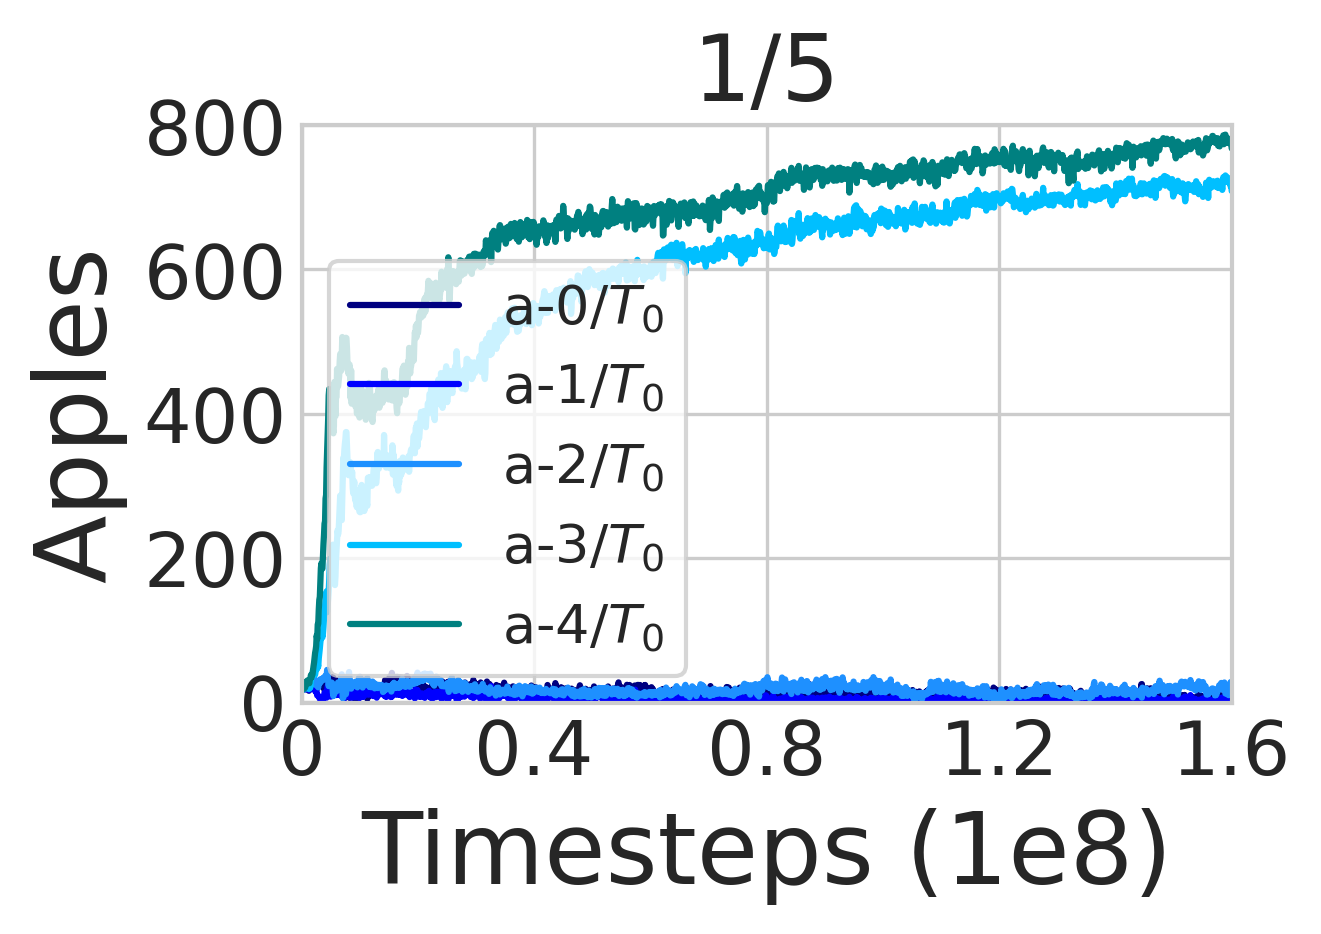 1/5
800
600
400
200
0
Apples
a-0/T₀
a-1/T₀
a-2/T₀
a-3/T₀
a-4/T₀
0 0.4 0.8 1.2 1.6
Timesteps (1e8)